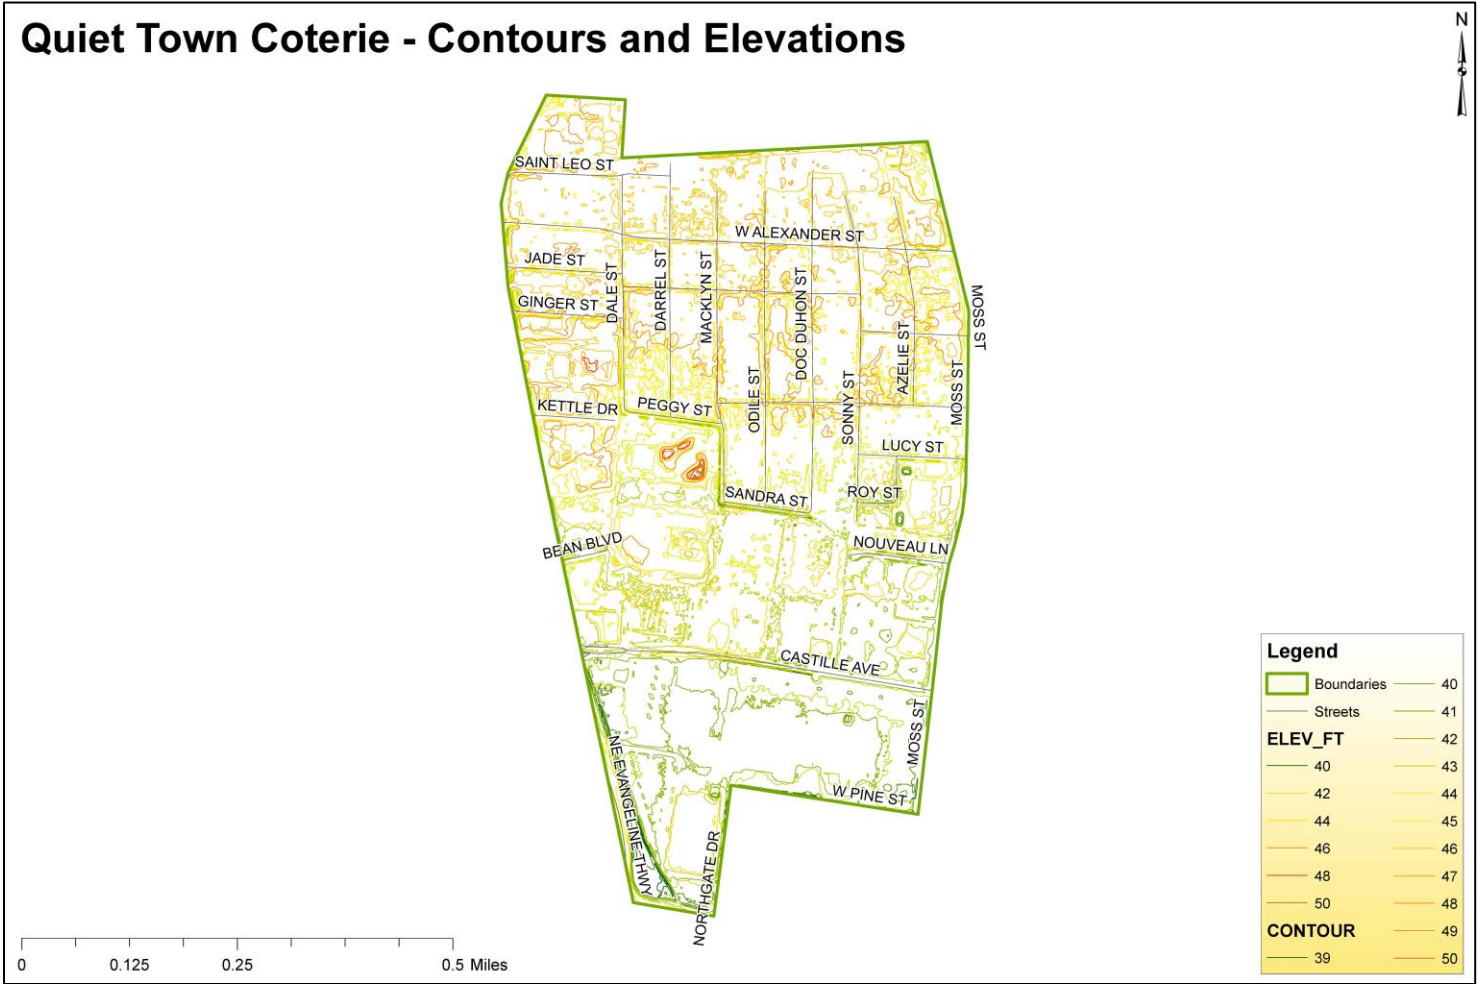 Quiet Town Coterie - Contours and Elevations
N
SAINT LEO ST
W ALEXANDER ST
JADE ST
DALE ST
DARREL ST
MACKLYN ST
DOC DUHON ST
MOSS ST
GINGER ST
AZELIE ST
ODILE ST
SONNY ST
MOSS ST
KETTLE DR
PEGGY ST
LUCY ST
SANDRA ST
ROY ST
BEAN BLVD
NOUVEAU LN
CASTILLE AVE
MOSS ST
NE EVANGELINE THWY
W PINE ST
NORTHGATE DR
Legend
Boundaries
Streets
ELEV_FT
40
42
44
46
48
50
CONTOUR
39
40
41
42
43
44
45
46
47
48
49
50
0 0.125 0.25 0.5 Miles